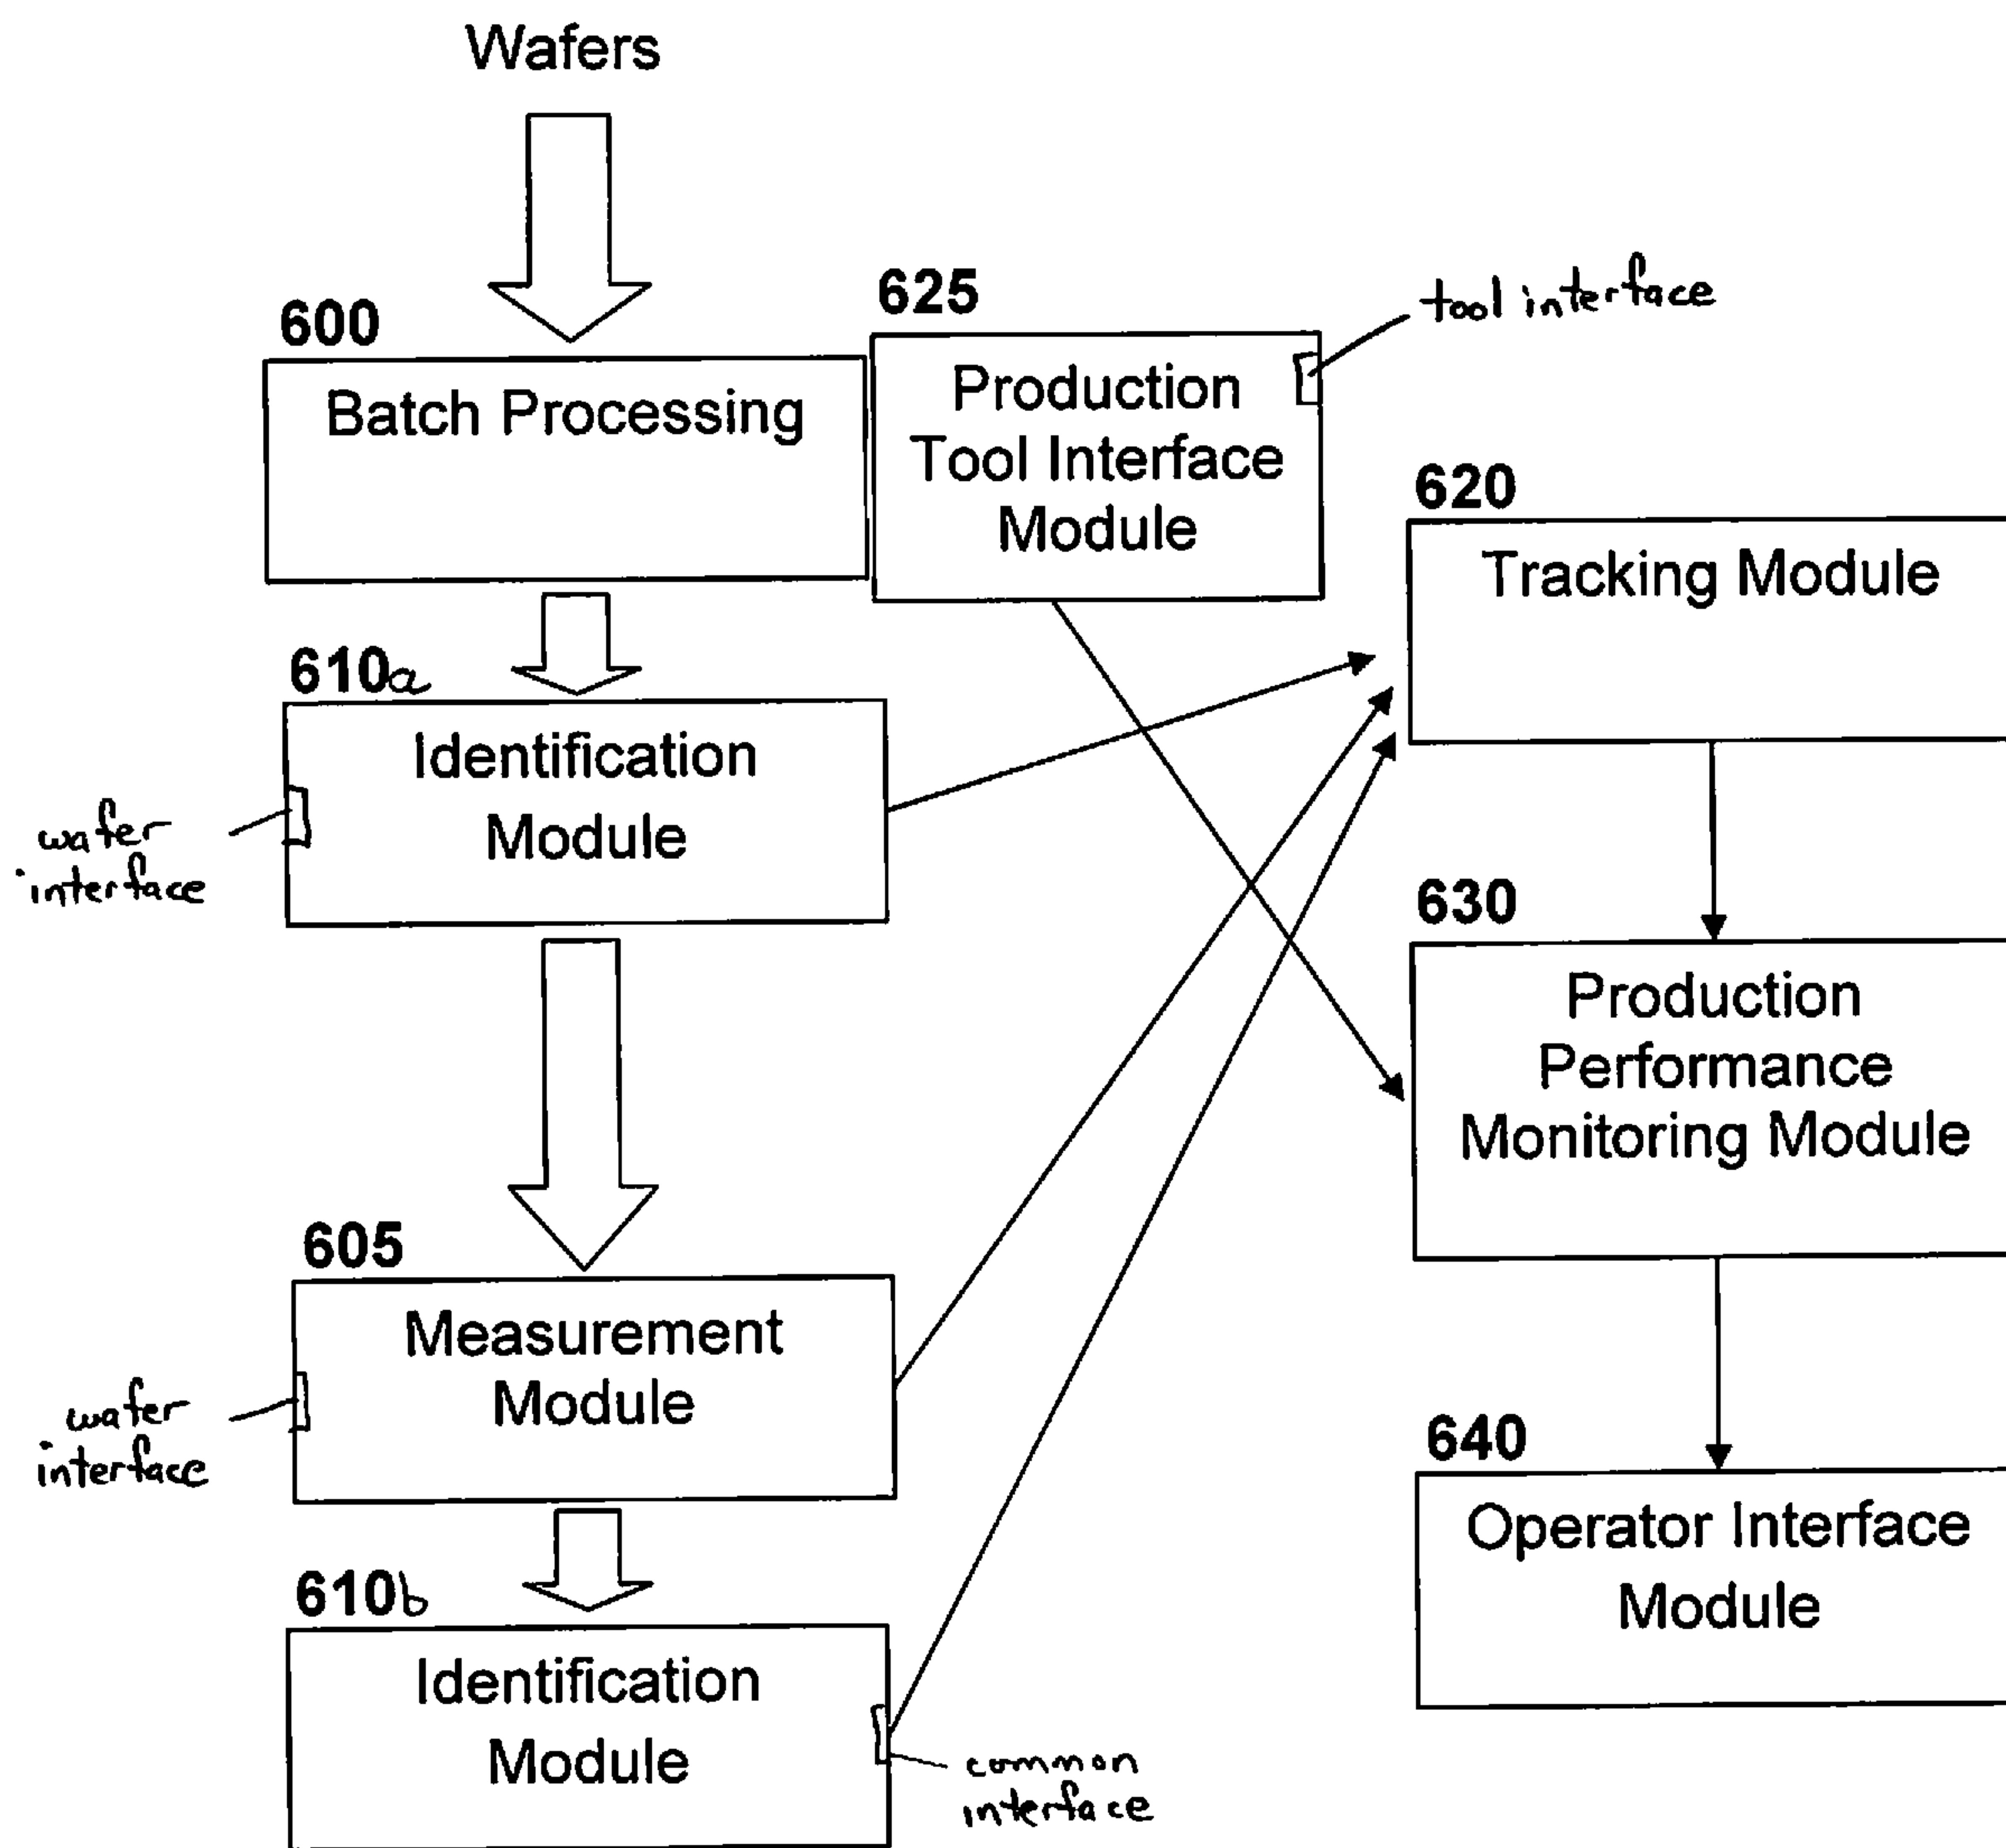 Wafers
600
Batch Processing
625
Production
Tool Interface
Module
tool interface
620
Tracking Module
610a
Identification
Module
wafer
interface
630
Production
Performance
Monitoring Module
605
Measurement
Module
wafer
interface
640
Operator Interface
Module
610b
Identification
Module
common
interface